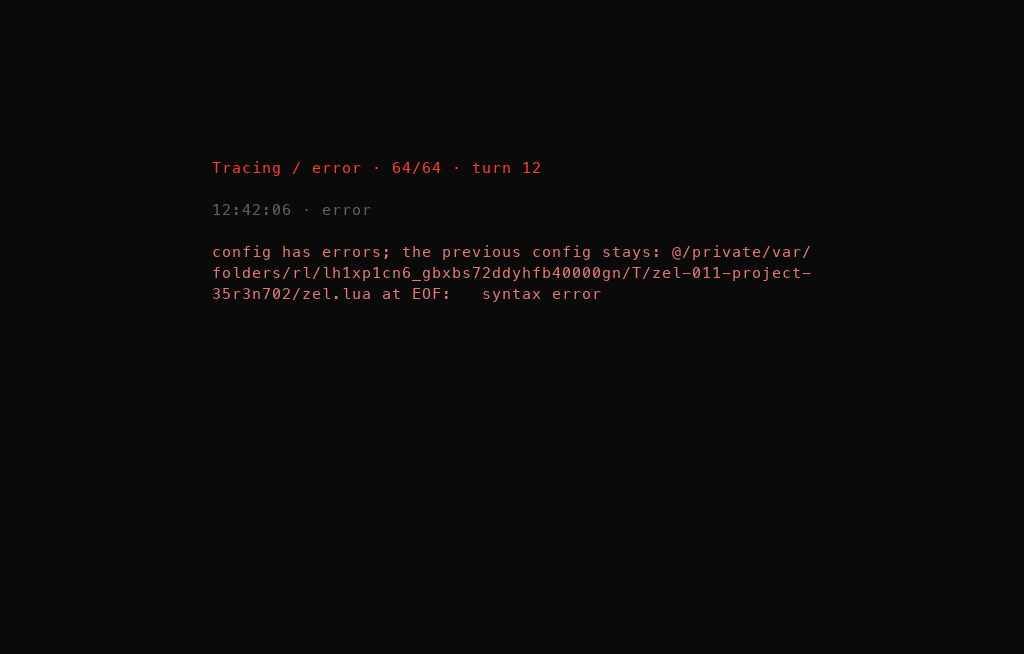 Tracing / error · 64/64 · turn 12
12:42:06 · error
config has errors; the previous config stays: @/private/var/
folders/rl/lh1xp1cn6_gbxbs72ddyhfb40000gn/T/zel–011–project–
35r3n702/zel.lua at EOF:   syntax error